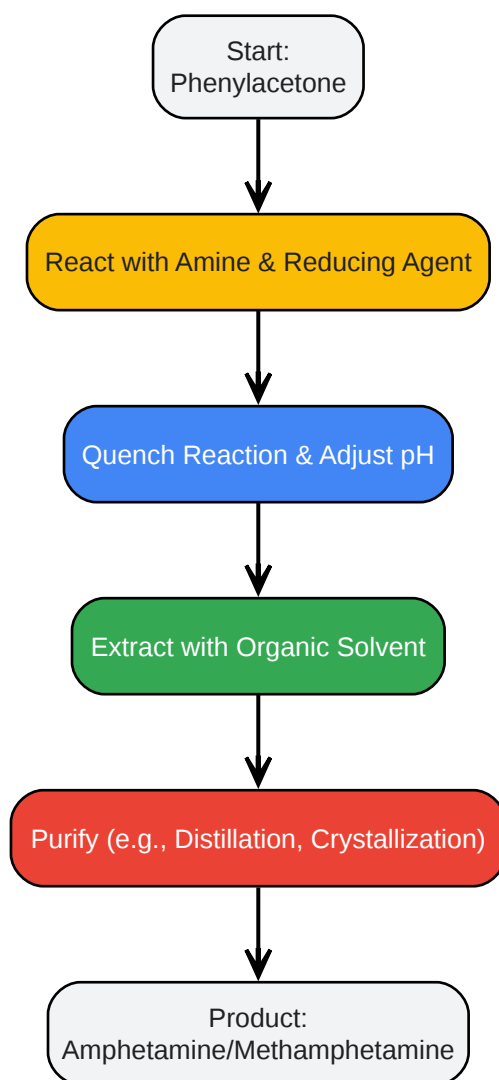 Start:
Phenylacetone
React with Amine & Reducing Agent
Quench Reaction & Adjust pH
Extract with Organic Solvent
Purify (e.g., Distillation, Crystallization)
Product:
Amphetamine/Methamphetamine